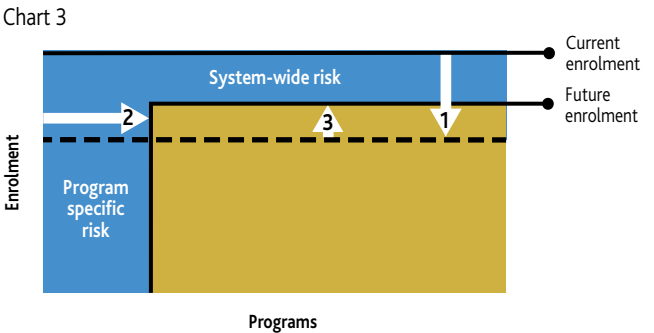 Chart 3
Current
enrolment
System-wide risk
Future
enrolment
2
3
1
Enrolment
Program
specific
risk
Programs